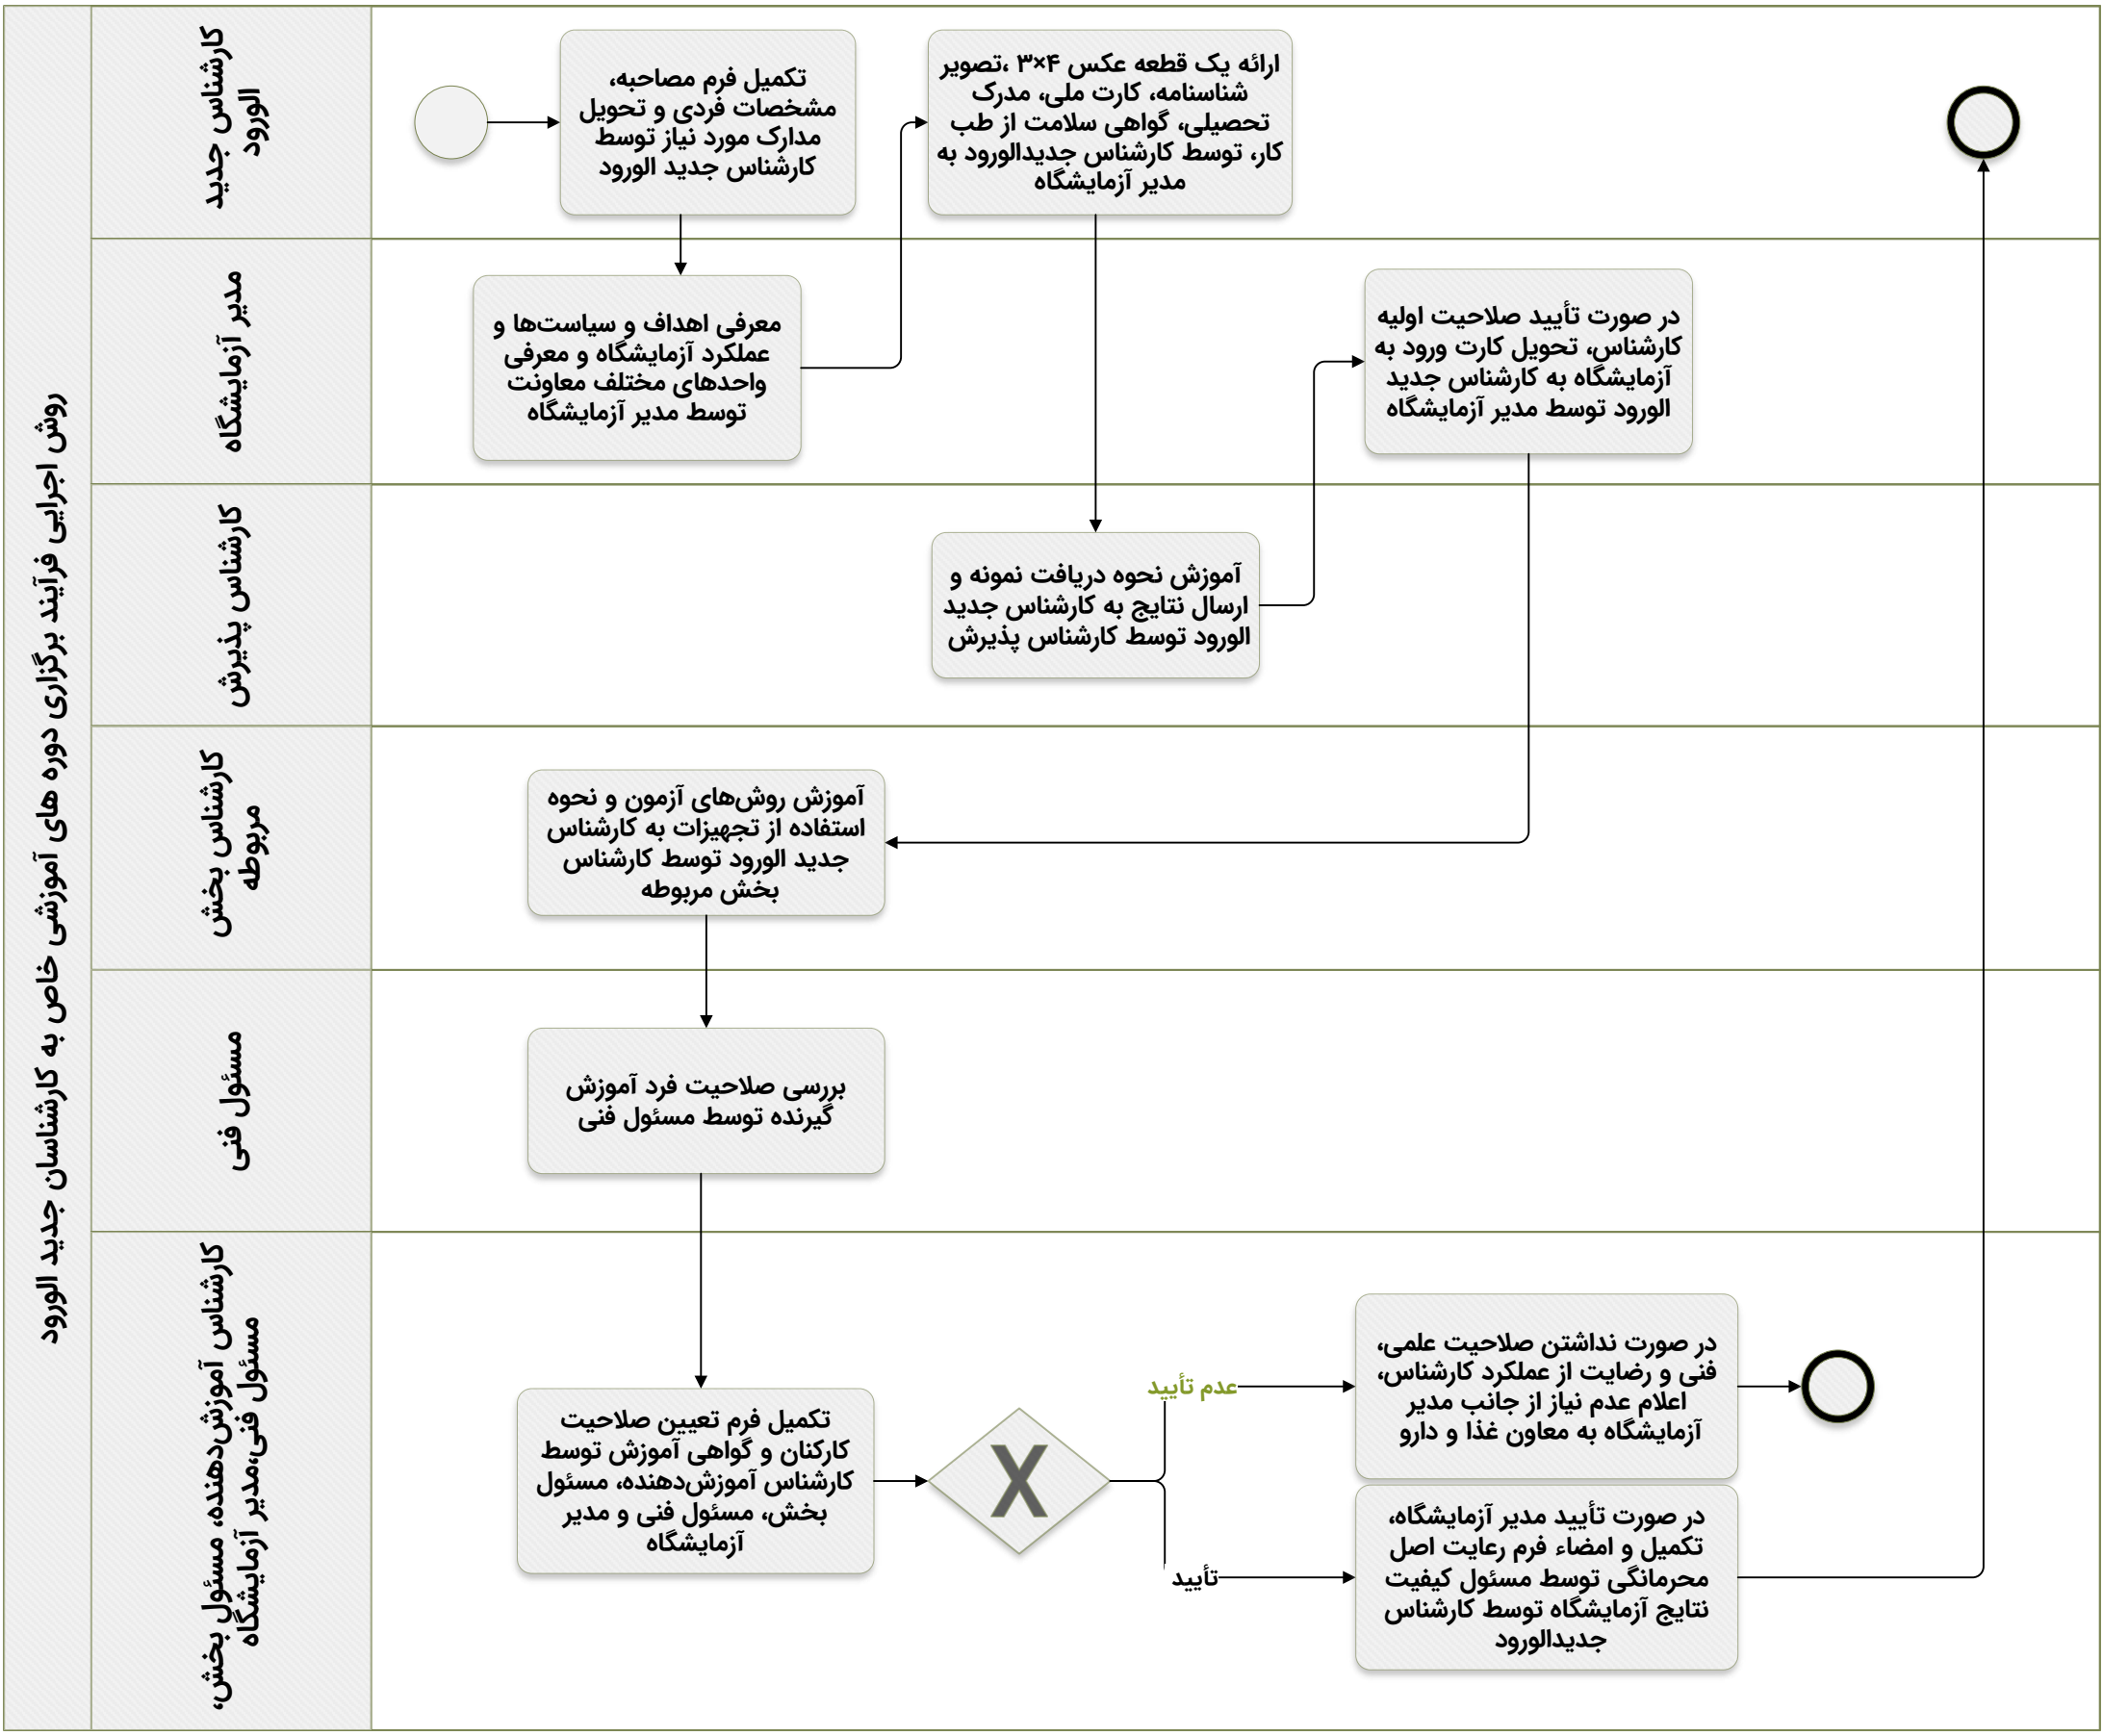 روش اجرایی فرآیند برگزاری دوره های آموزشی خاص به کارشناسان جدید الورود
کارشناس جدید
الورود
تکمیل فرم مصاحبه،
مشخصات فردی و تحویل
مدارک مورد نیاز توسط
کارشناس جدید الورود
ارائه یک قطعه عکس ۴×۳ ،تصویر
شناسنامه، کارت ملی، مدرک
تحصیلی، گواهی سلامت از طب
کار، توسط کارشناس جدیدالورود به
مدیر آزمایشگاه
مدیر آزمایشگاه
معرفی اهداف و سیاست‌ها و
عملکرد آزمایشگاه و معرفی
واحدهای مختلف معاونت
توسط مدیر آزمایشگاه
در صورت تأیید صلاحیت اولیه
کارشناس، تحویل کارت ورود به
آزمایشگاه به کارشناس جدید
الورود توسط مدیر آزمایشگاه
کارشناس پذیرش
آموزش نحوه دریافت نمونه و
ارسال نتایج به کارشناس جدید
الورود توسط کارشناس پذیرش
کارشناس بخش
مربوطه
آموزش روش‌های آزمون و نحوه
استفاده از تجهیزات به کارشناس
جدید الورود توسط کارشناس
بخش مربوطه
مسئول فنی
بررسی صلاحیت فرد آموزش
گیرنده توسط مسئول فنی
کارشناس آموزش‌دهنده، مسئول بخش،
مسئول فنی،مدیر آزمایشگاه
تکمیل فرم تعیین صلاحیت
کارکنان و گواهی آموزش توسط
کارشناس آموزش‌دهنده، مسئول
بخش، مسئول فنی و مدیر
آزمایشگاه
X
عدم تأیید
در صورت نداشتن صلاحیت علمی،
فنی و رضایت از عملکرد کارشناس،
اعلام عدم نیاز از جانب مدیر
آزمایشگاه به معاون غذا و دارو
تأیید
در صورت تأیید مدیر آزمایشگاه،
تکمیل و امضاء فرم رعایت اصل
محرمانگی توسط مسئول کیفیت
نتایج آزمایشگاه توسط کارشناس
جدیدالورود